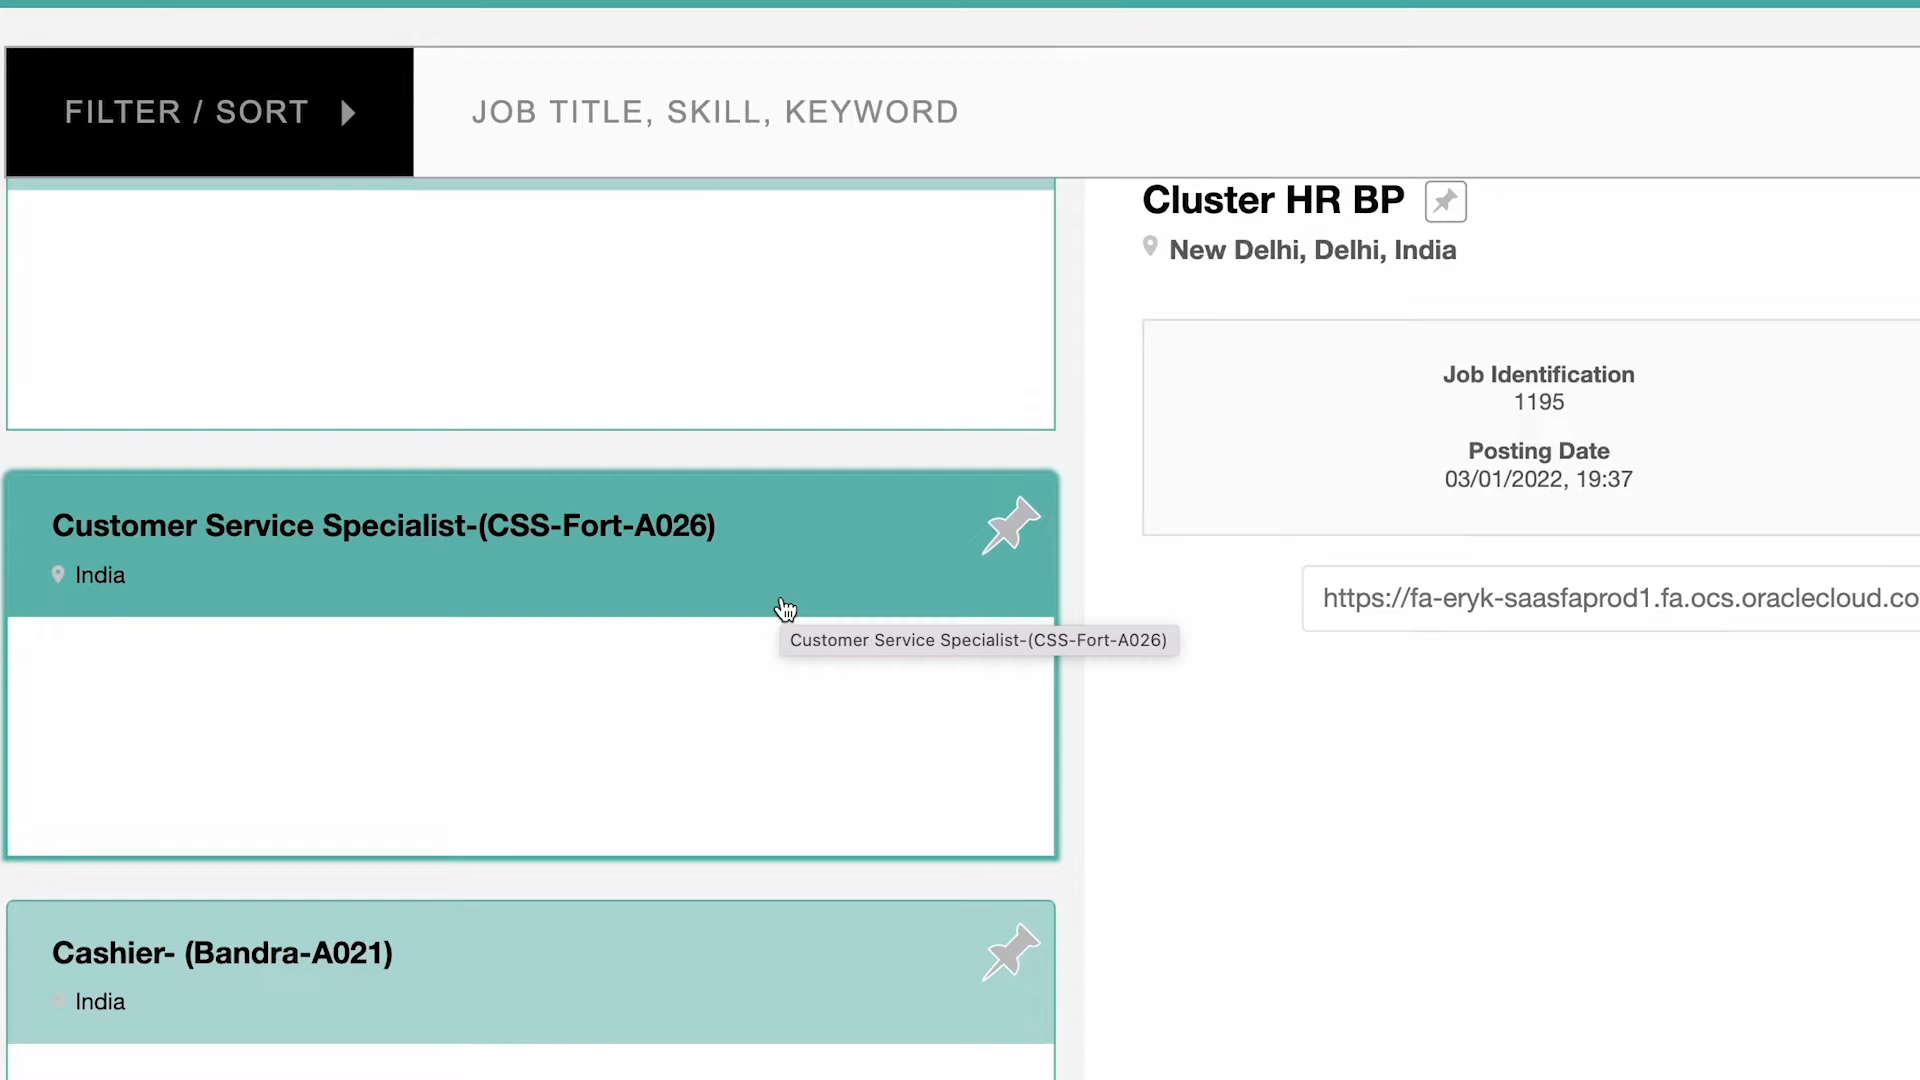 FILTER / SORT
JOB TITLE, SKILL, KEYWORD
Cluster HR BP
New Delhi, Delhi, India
Job Identification
1195
Posting Date
03/01/2022, 19:37
https://fa-eryk-saasfaprod1.fa.ocs.oraclecloud.co
Customer Service Specialist-(CSS-Fort-A026)
India
Customer Service Specialist-(CSS-Fort-A026)
Cashier- (Bandra-A021)
India